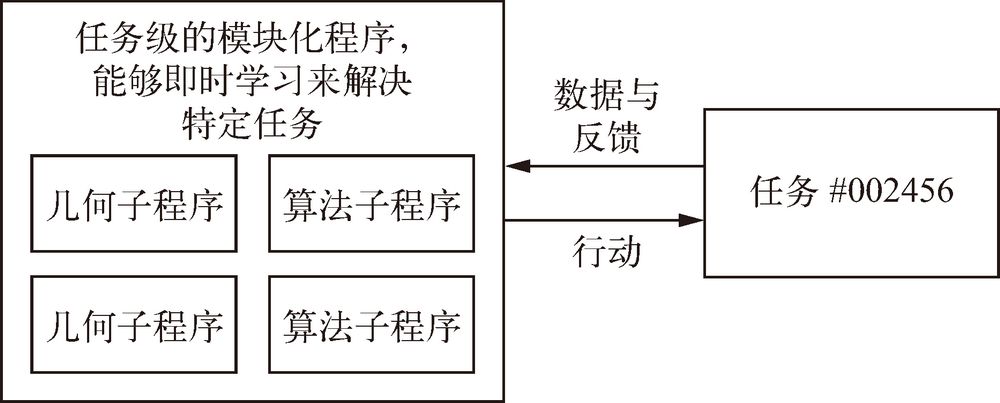 任务级的模块化程序，
能够即时学习来解决
特定任务
几何子程序
算法子程序
几何子程序
算法子程序
数据与
反馈
行动
任务 #002456